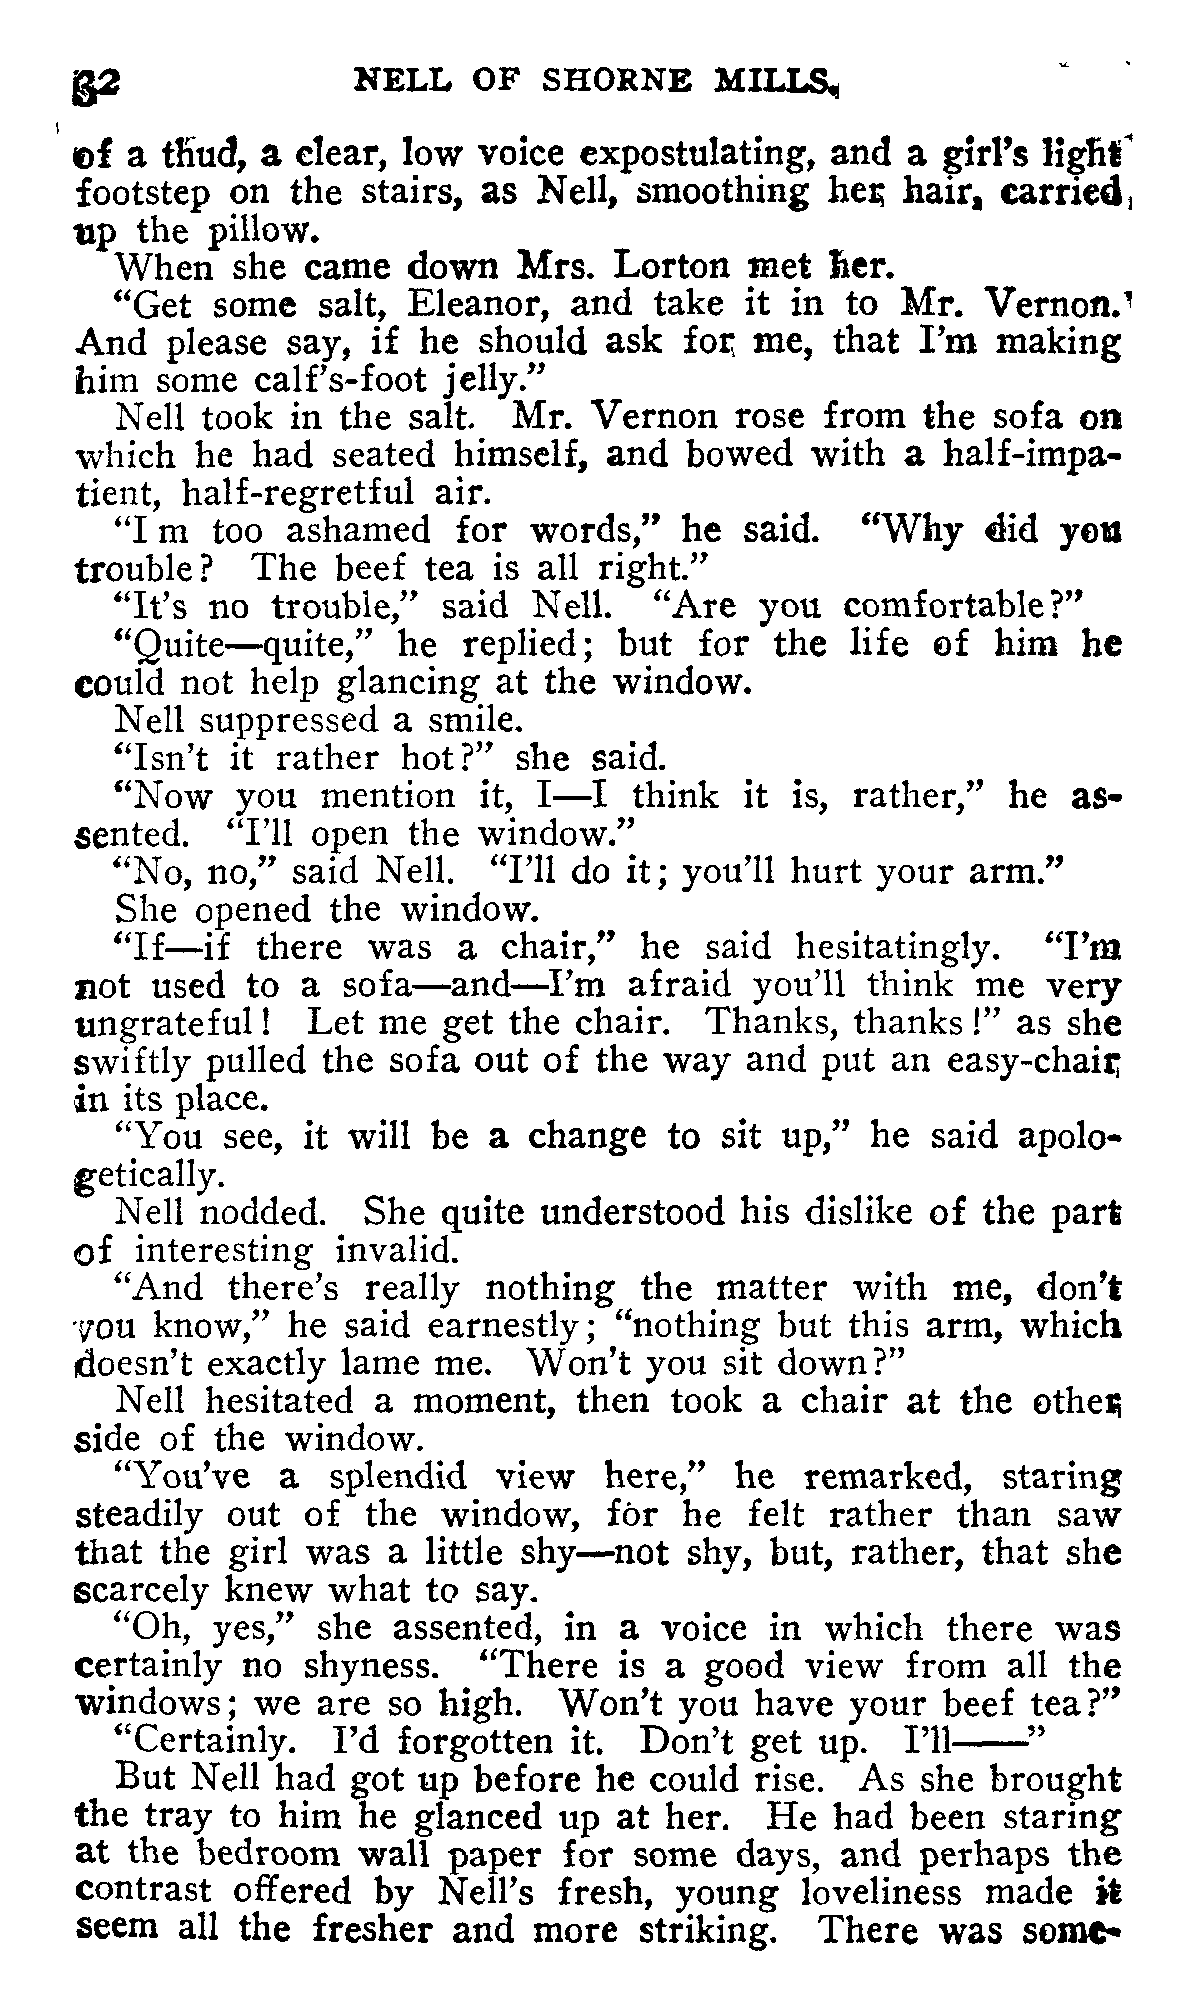 32 NELL OF SHORNE MILLS.
of a thud, a clear, low voice expostulating, and a girl's light
footstep on the stairs, as Nell, smoothing her hair, carried
up the pillow.
When she came down Mrs. Lorton met her.
"Get some salt, Eleanor, and take it in to Mr. Vernon.'
And please say, if he should ask for me, that I'm making
him some calf's-foot jelly."
Nell took in the salt. Mr. Vernon rose from the sofa on
which he had seated himself, and bowed with a half-impa-
tient, half-regretful air.
"I m too ashamed for words," he said. "Why did you
trouble? The beef tea is all right."
"It's no trouble," said Nell. "Are you comfortable?"
"Quite—quite," he replied; but for the life of him he
could not help glancing at the window.
Nell suppressed a smile.
"Isn't it rather hot?" she said.
"Now you mention it, I—I think it is, rather," he as-
sented. "I'll open the window."
"No, no," said Nell. "I'll do it; you'll hurt your arm."
She opened the window.
"If—if there was a chair," he said hesitatingly. "I'm
not used to a sofa—and—I'm afraid you'll think me very
ungrateful! Let me get the chair. Thanks, thanks!" as she
swiftly pulled the sofa out of the way and put an easy-chair
in its place.
"You see, it will be a change to sit up," he said apolo-
getically.
Nell nodded. She quite understood his dislike of the part
of interesting invalid.
"And there's really nothing the matter with me, don't
you know," he said earnestly; "nothing but this arm, which
doesn't exactly lame me. Won't you sit down?"
Nell hesitated a moment, then took a chair at the other
side of the window.
"You've a splendid view here," he remarked, staring
steadily out of the window, for he felt rather than saw
that the girl was a little shy—not shy, but, rather, that she
scarcely knew what to say.
"Oh, yes," she assented, in a voice in which there was
certainly no shyness. "There is a good view from all the
windows; we are so high. Won't you have your beef tea?"
"Certainly. I'd forgotten it. Don't get up. I'll——"
But Nell had got up before he could rise. As she brought
the tray to him he glanced up at her. He had been staring
at the bedroom wall paper for some days, and perhaps the
contrast offered by Nell's fresh, young loveliness made it
seem all the fresher and more striking. There was some-